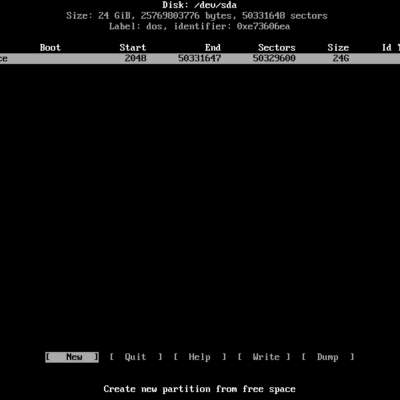 Disk: /dev/sda
Size: 24 GiB, 25769803776 bytes, 50331648 sectors
Label: dos, identifier: 0xe73606ea
Boot Start End Sectors Size Id T
ce 2048 50331647 50329600 24G
[ New ] [ Quit ] [ Help ] [ Write ] [ Dump ]
Create new partition from free space